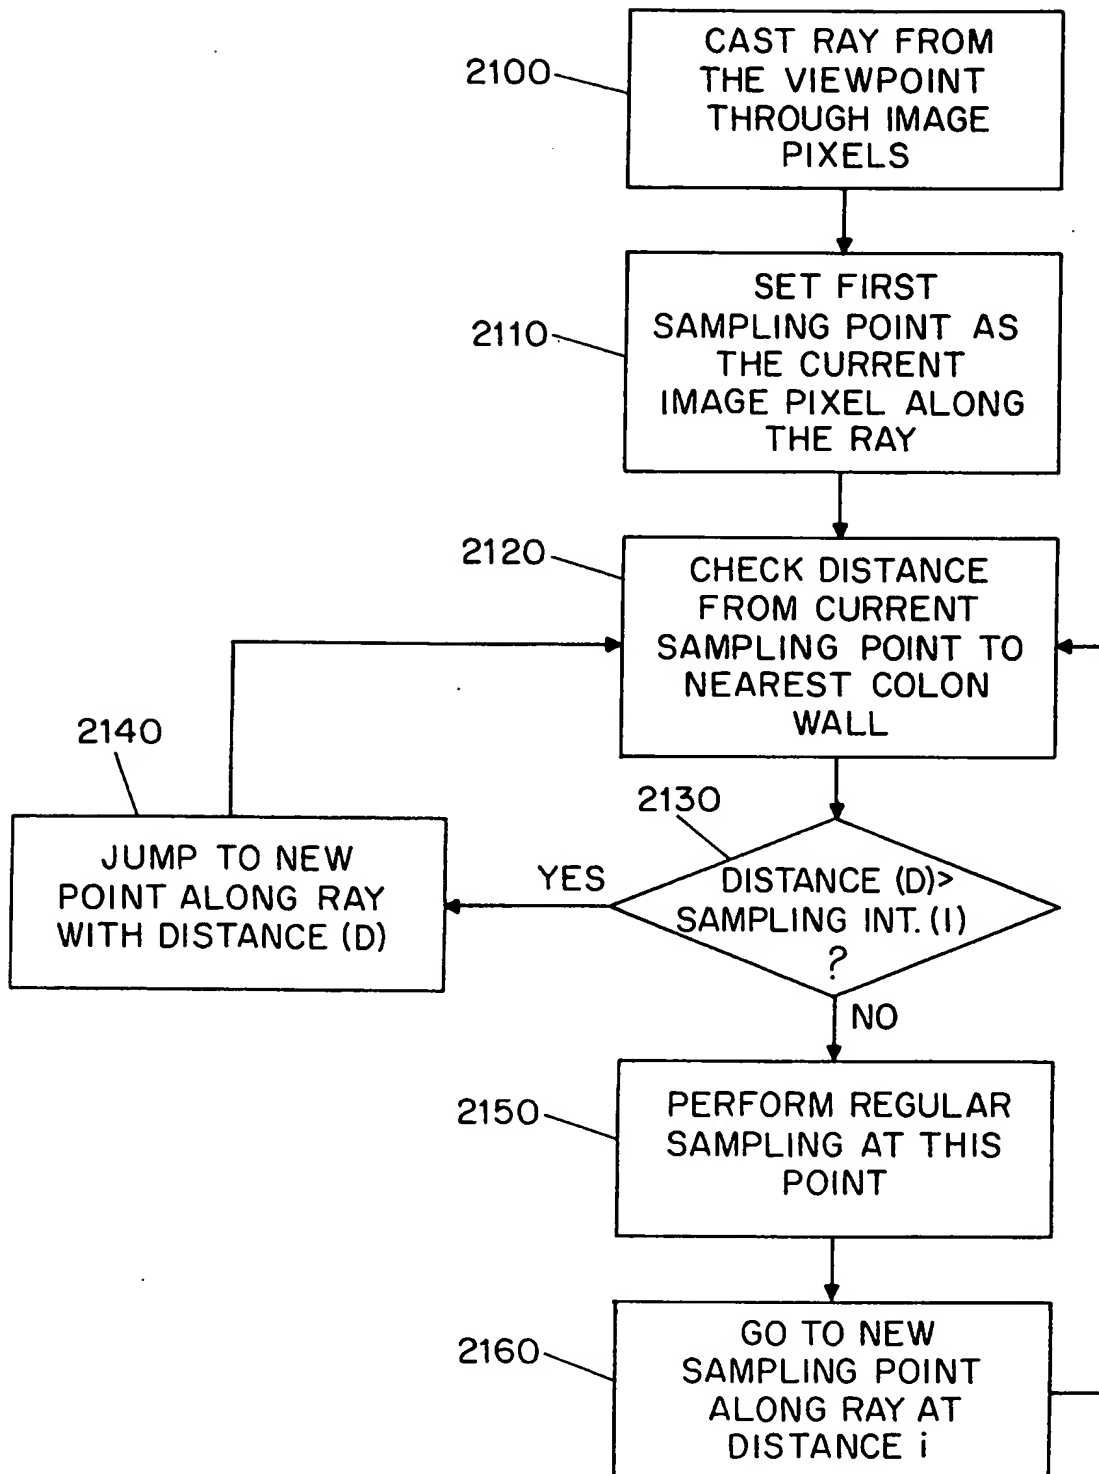 2100
CAST RAY FROM
THE VIEWPOINT
THROUGH IMAGE
PIXELS
2110
SET FIRST
SAMPLING POINT AS
THE CURRENT
IMAGE PIXEL ALONG
THE RAY
2120
CHECK DISTANCE
FROM CURRENT
SAMPLING POINT TO
NEAREST COLON
WALL
2140
JUMP TO NEW
POINT ALONG RAY
WITH DISTANCE (D)
YES
2130
DISTANCE (D)>
SAMPLING INT. (I)
?
NO
2150
PERFORM REGULAR
SAMPLING AT THIS
POINT
2160
GO TO NEW
SAMPLING POINT
ALONG RAY AT
DISTANCE i